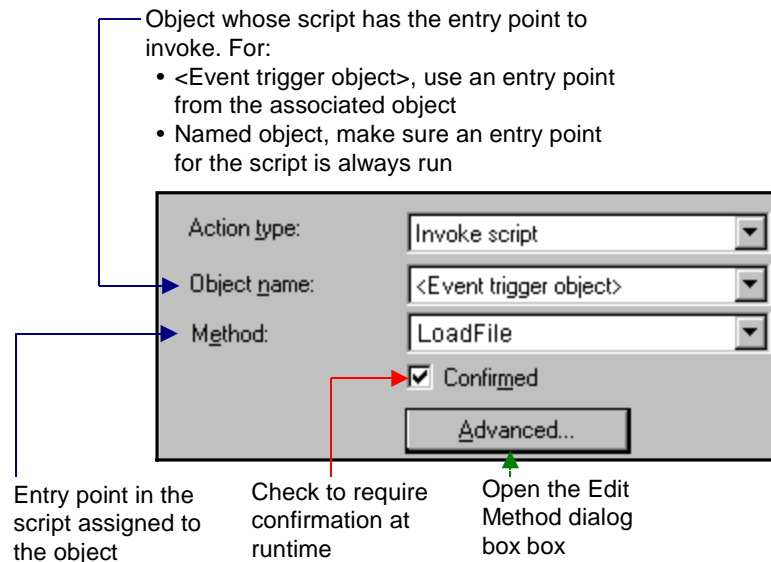 Object whose script has the entry point to
invoke. For:
• <Event trigger object>, use an entry point
from the associated object
• Named object, make sure an entry point
for the script is always run
Action type:
Invoke script
Object name:
<Event trigger object>
Method:
LoadFile
Confirmed
Advanced...
Entry point in the
script assigned to
the object
Check to require
confirmation at
runtime
Open the Edit
Method dialog
box box